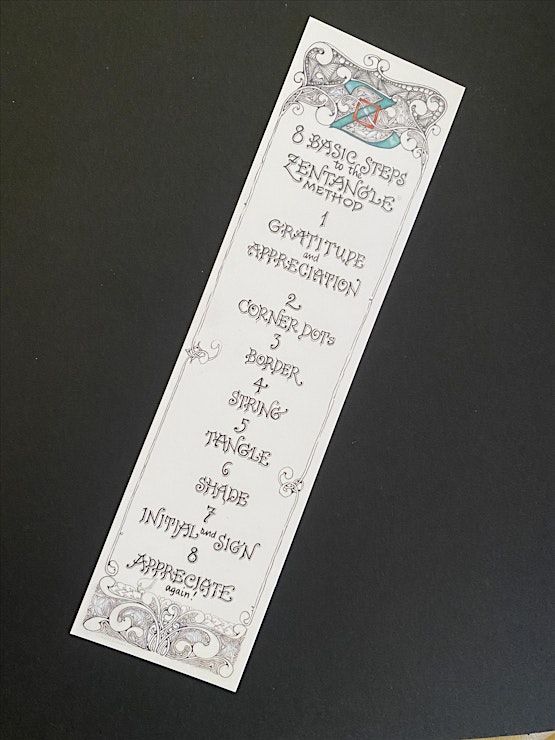 Z
8 BASIC STEPS
to the
ZENTANGLE
METHOD
1
GRATITUDE
and
APPRECIATION
2
CORNER DOTs
3
BORDER
4
STRING
5
TANGLE
6
SHADE
7
INITIAL and SIGN
8
APPRECIATE
again!